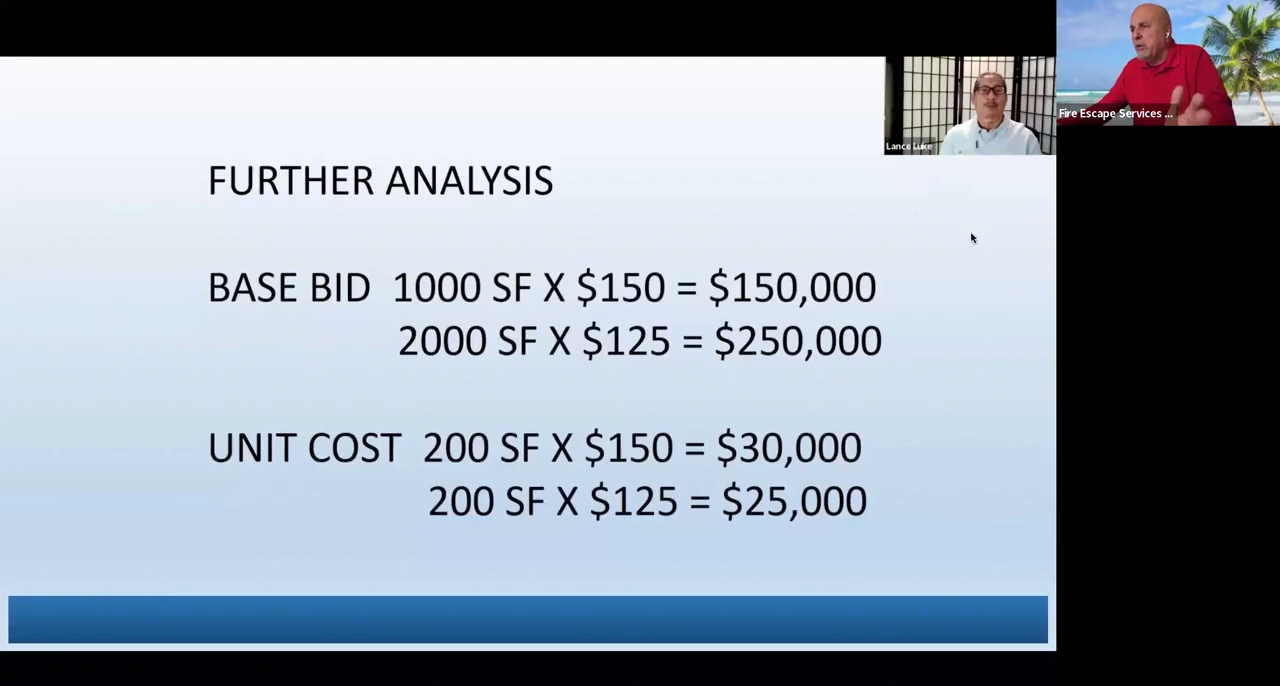 Fire Escape Services ...
Lance Luke
FURTHER ANALYSIS
BASE BID 1000 SF X $150 = $150,000
2000 SF X $125 = $250,000
UNIT COST 200 SF X $150 = $30,000
200 SF X $125 = $25,000